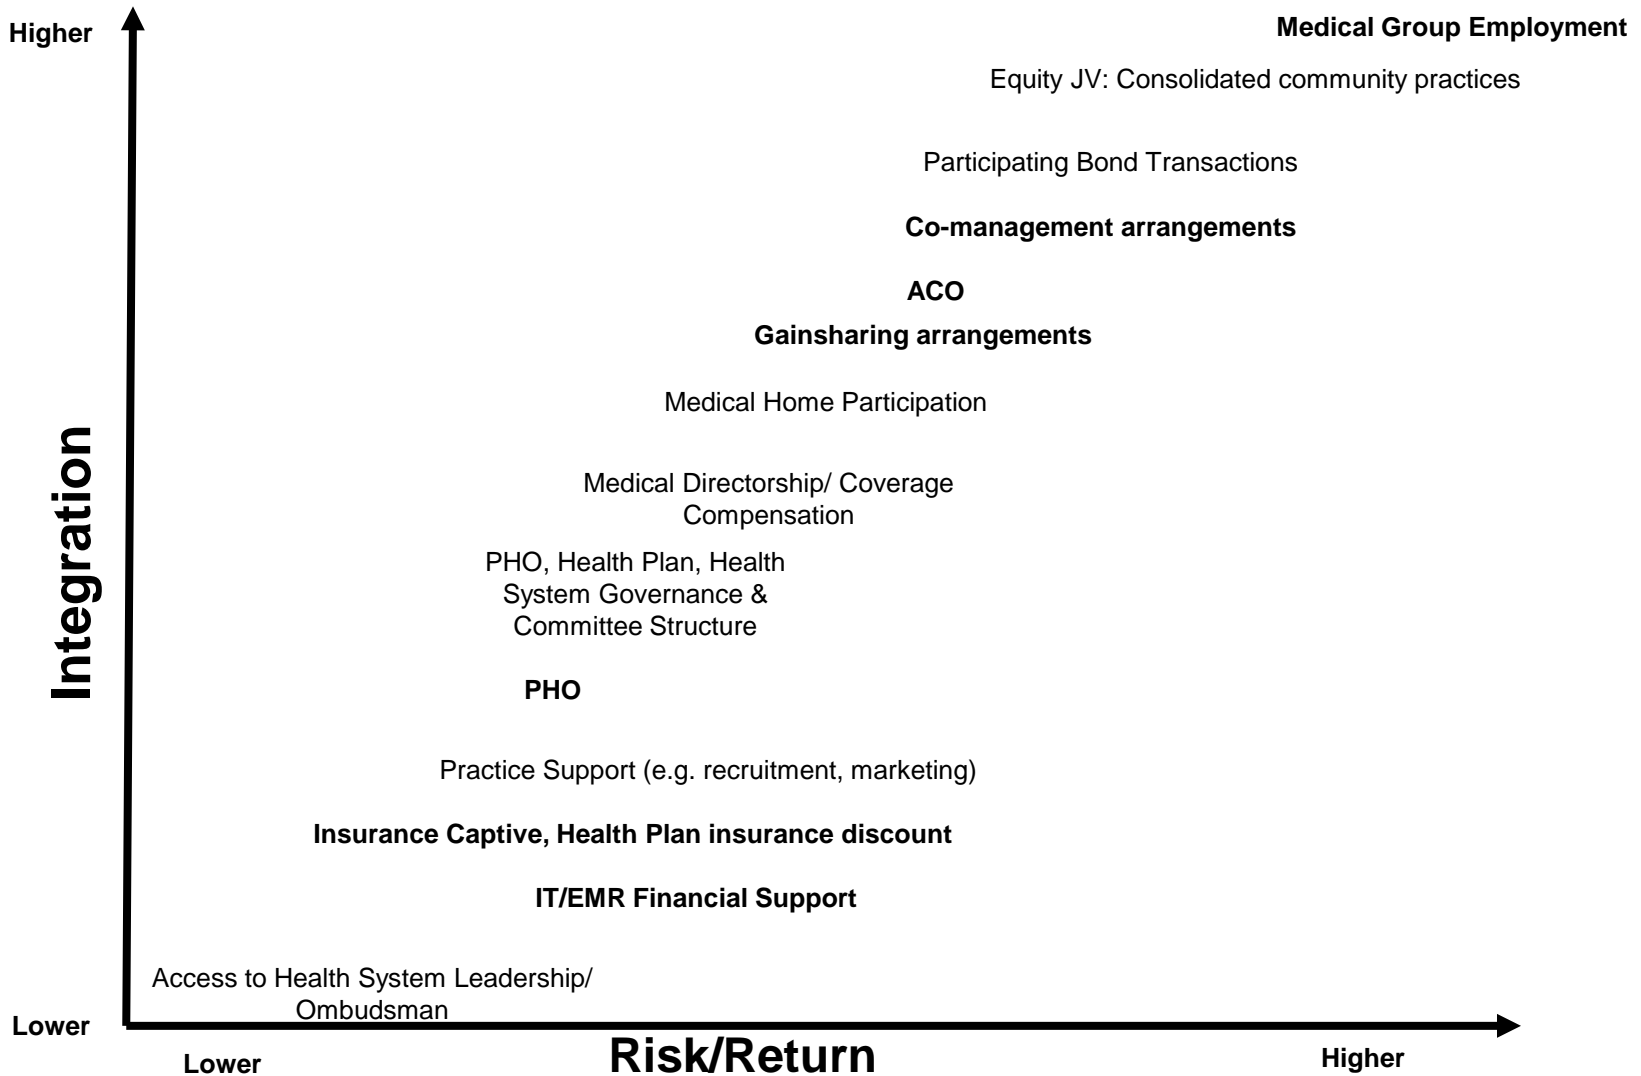 Higher
Medical Group Employment
Equity JV: Consolidated community practices
Participating Bond Transactions
Co-management arrangements
ACO
Gainsharing arrangements
Medical Home Participation
Integration
Medical Directorship/ Coverage
Compensation
PHO, Health Plan, Health
System Governance &
Committee Structure
PHO
Practice Support (e.g. recruitment, marketing)
Insurance Captive, Health Plan insurance discount
IT/EMR Financial Support
Access to Health System Leadership/
Ombudsman
Lower
Lower
Risk/Return
Higher